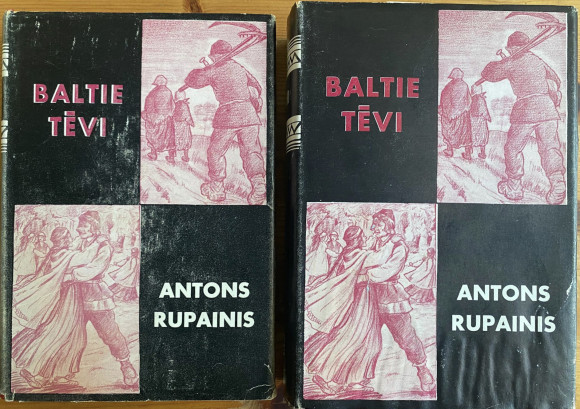 BALTIE
TĒVI
ANTONS
RUPAINIS
BALTIE
TĒVI
ANTONS
RUPAINIS